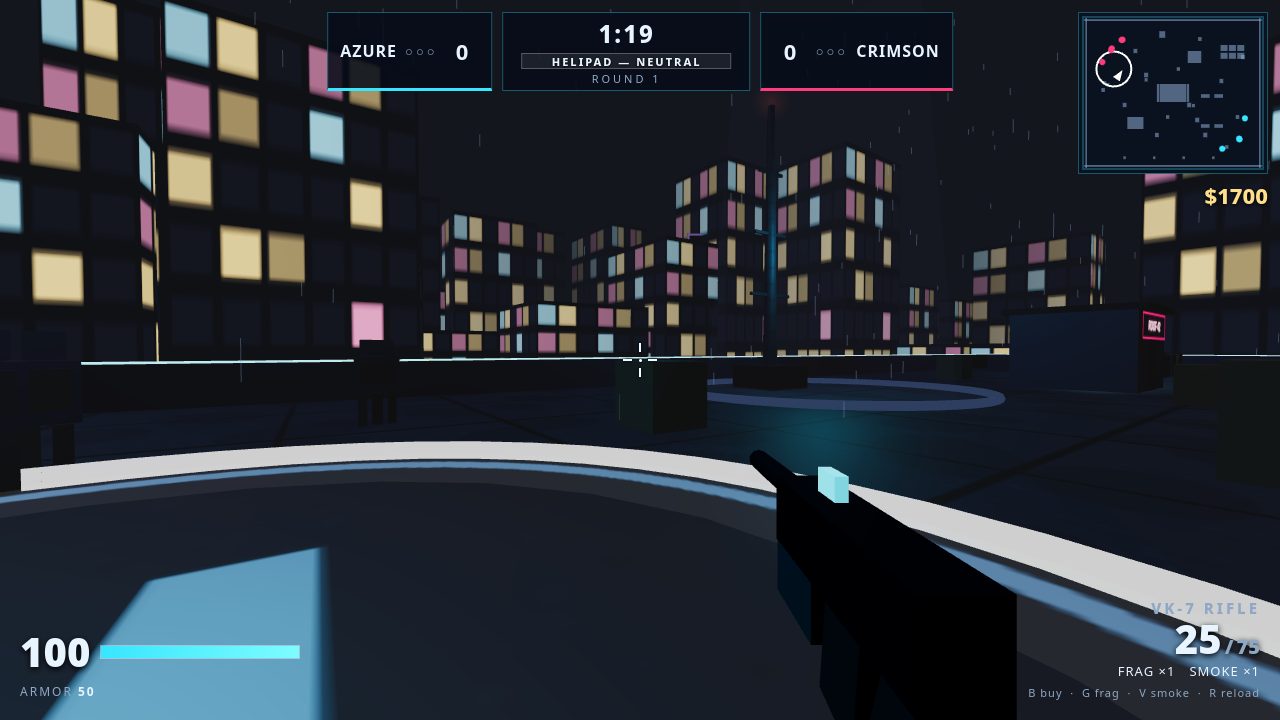 AZURE ○○○ 0
1:19
HELIPAD — NEUTRAL
ROUND 1
0 ○○○ CRIMSON
$1700
VK-7 RIFLE
25 / 75
FRAG ×1 SMOKE ×1
B buy · G frag · V smoke · R reload
100
ARMOR 50